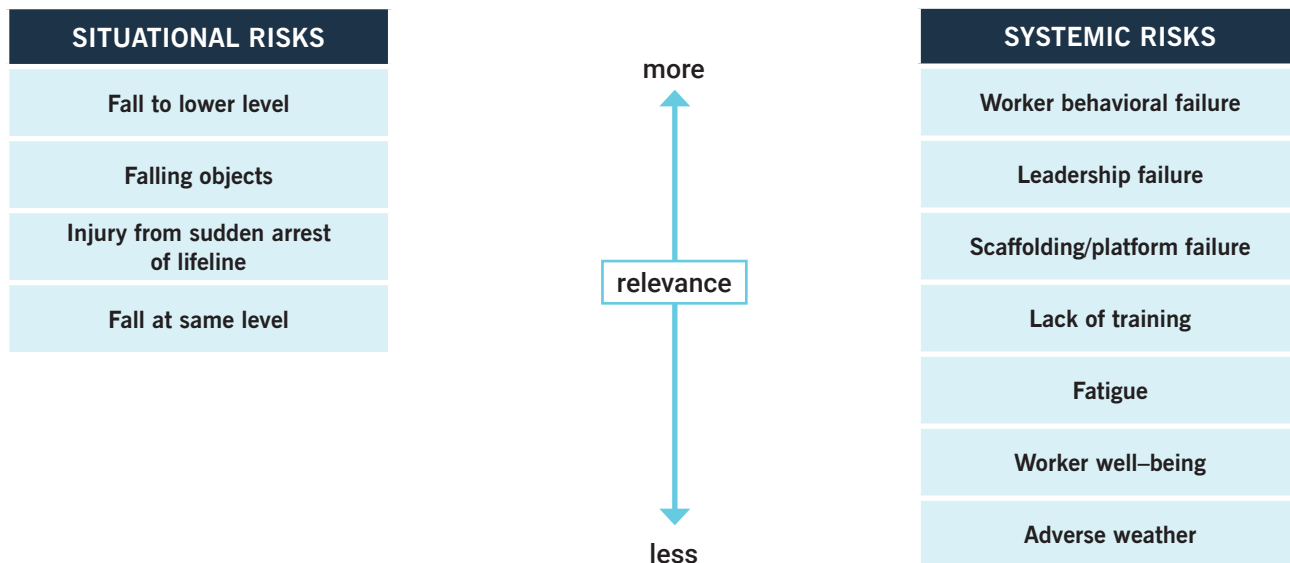 SITUATIONAL RISKS
Fall to lower level
Falling objects
Injury from sudden arrest
of lifeline
Fall at same level
more
relevance
less
SYSTEMIC RISKS
Worker behavioral failure
Leadership failure
Scaffolding/platform failure
Lack of training
Fatigue
Worker well–being
Adverse weather